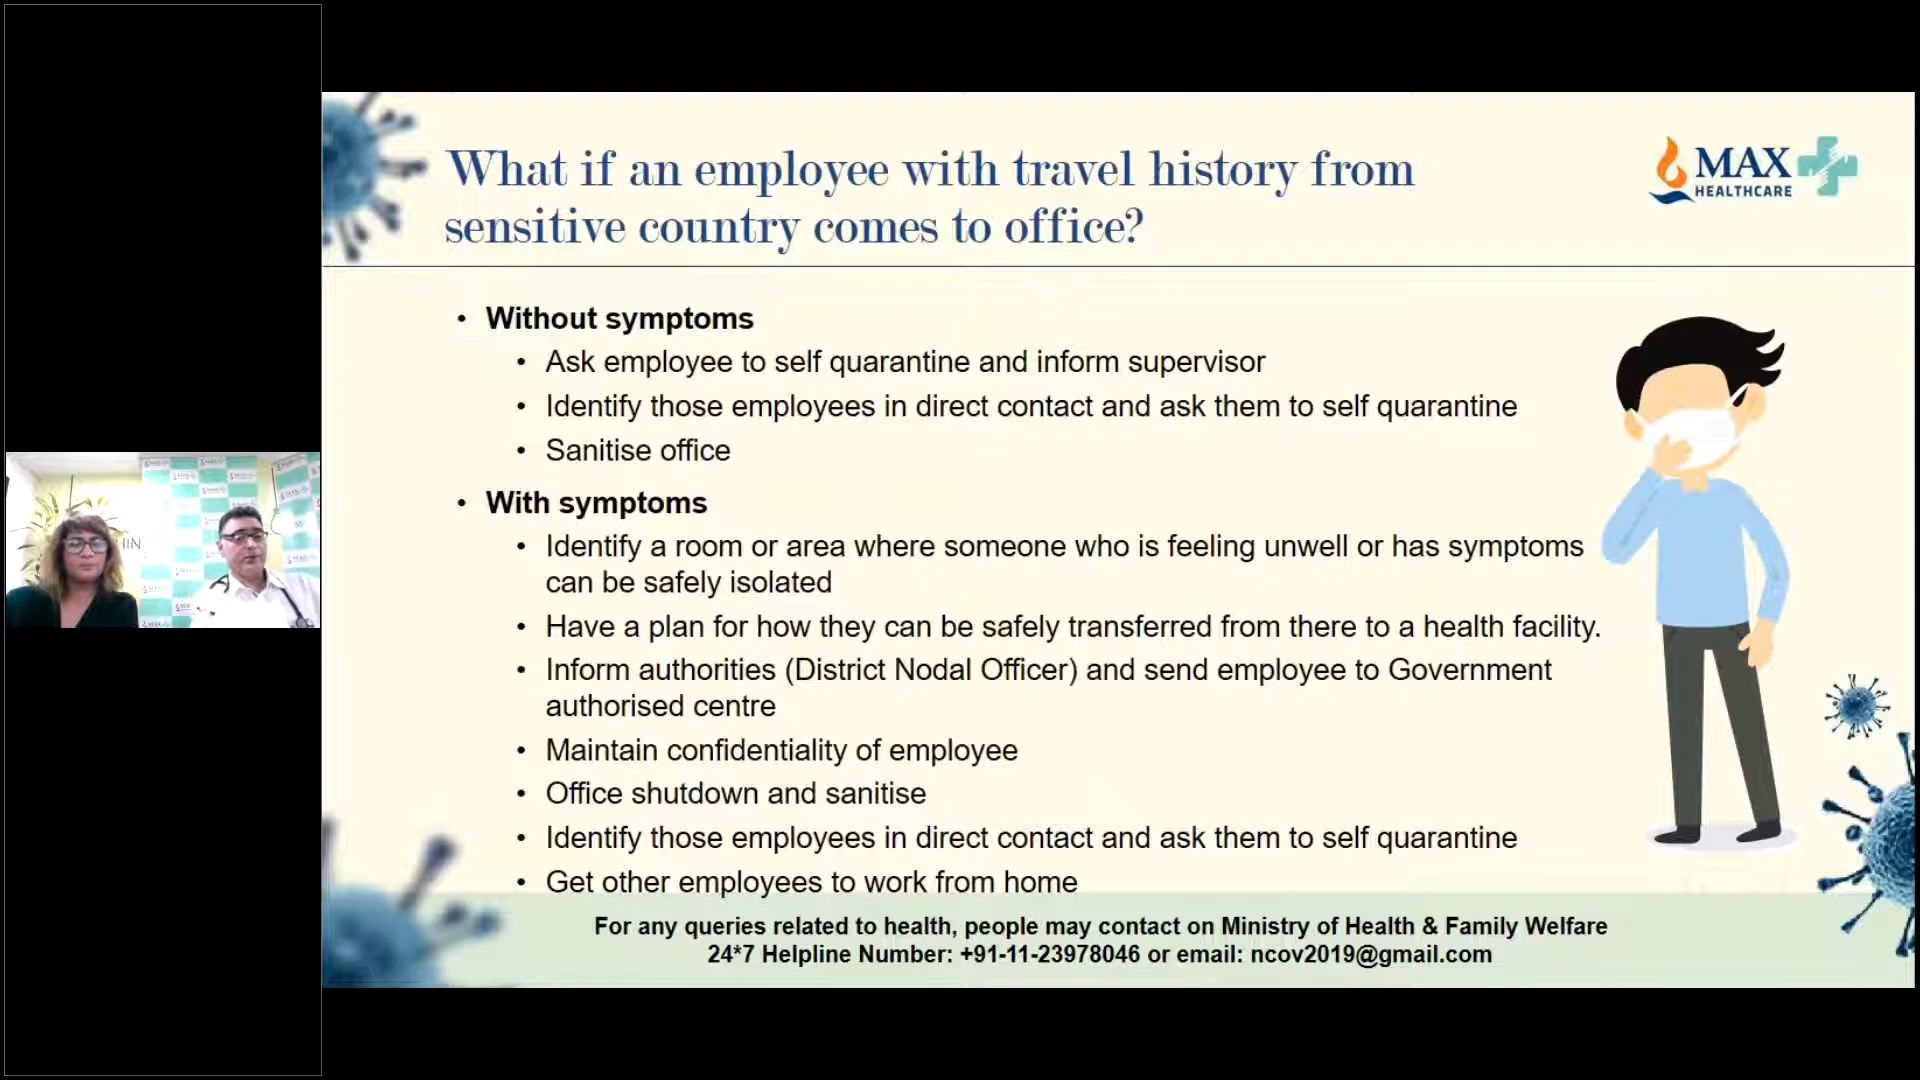 What if an employee with travel history from
sensitive country comes to office?
MAX
HEALTHCARE
• Without symptoms
• Ask employee to self quarantine and inform supervisor
• Identify those employees in direct contact and ask them to self quarantine
• Sanitise office
• With symptoms
• Identify a room or area where someone who is feeling unwell or has symptoms
can be safely isolated
• Have a plan for how they can be safely transferred from there to a health facility.
• Inform authorities (District Nodal Officer) and send employee to Government
authorised centre
• Maintain confidentiality of employee
• Office shutdown and sanitise
• Identify those employees in direct contact and ask them to self quarantine
• Get other employees to work from home
For any queries related to health, people may contact on Ministry of Health & Family Welfare
24*7 Helpline Number: +91-11-23978046 or email: ncov2019@gmail.com